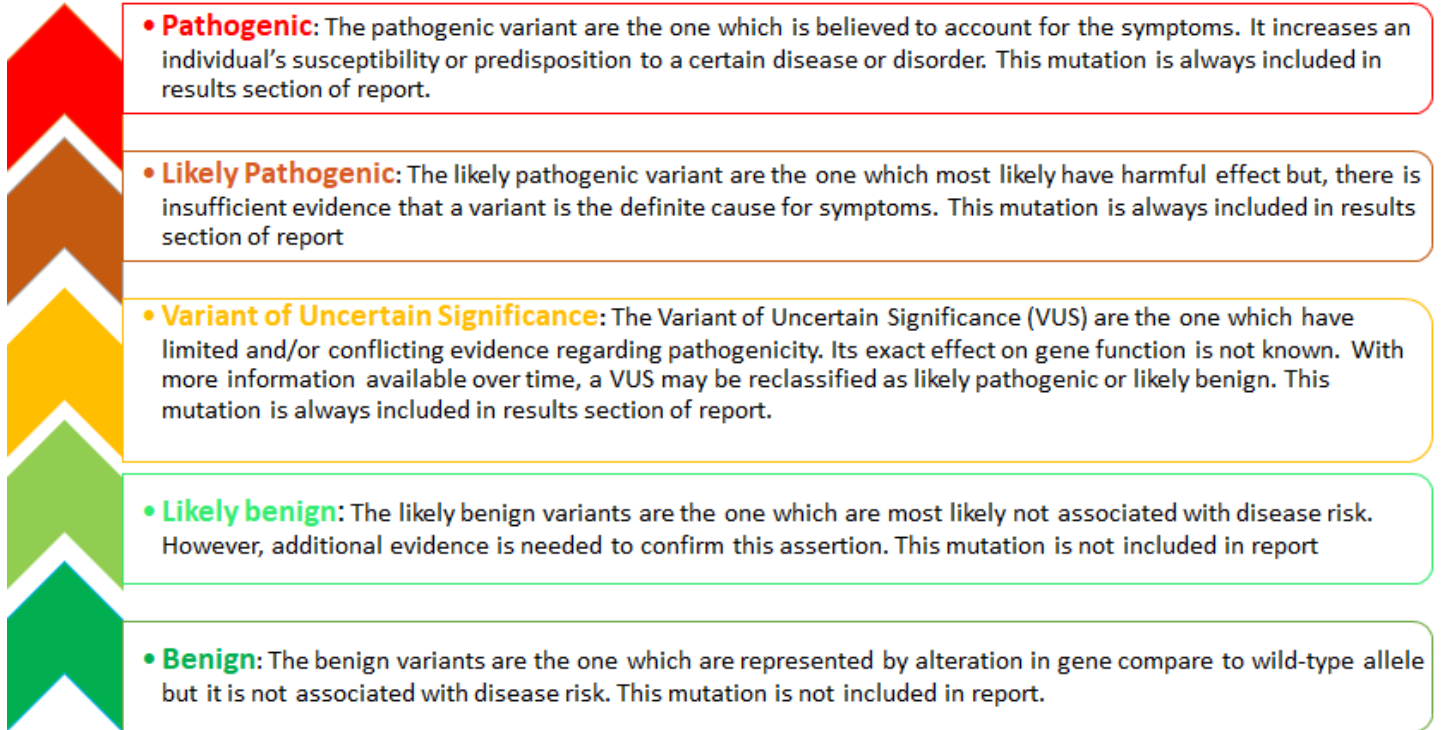 • Pathogenic: The pathogenic variant are the one which is believed to account for the symptoms. It increases an
individual's susceptibility or predisposition to a certain disease or disorder. This mutation is always included in
results section of report.
• Likely Pathogenic: The likely pathogenic variant are the one which most likely have harmful effect but, there is
insufficient evidence that a variant is the definite cause for symptoms. This mutation is always included in results
section of report
• Variant of Uncertain Significance: The Variant of Uncertain Significance (VUS) are the one which have
limited and/or conflicting evidence regarding pathogenicity. Its exact effect on gene function is not known. With
more information available over time, a VUS may be reclassified as likely pathogenic or likely benign. This
mutation is always included in results section of report.
• Likely benign: The likely benign variants are the one which are most likely not associated with disease risk.
However, additional evidence is needed to confirm this assertion. This mutation is not included in report
• Benign: The benign variants are the one which are represented by alteration in gene compare to wild-type allele
but it is not associated with disease risk. This mutation is not included in report.